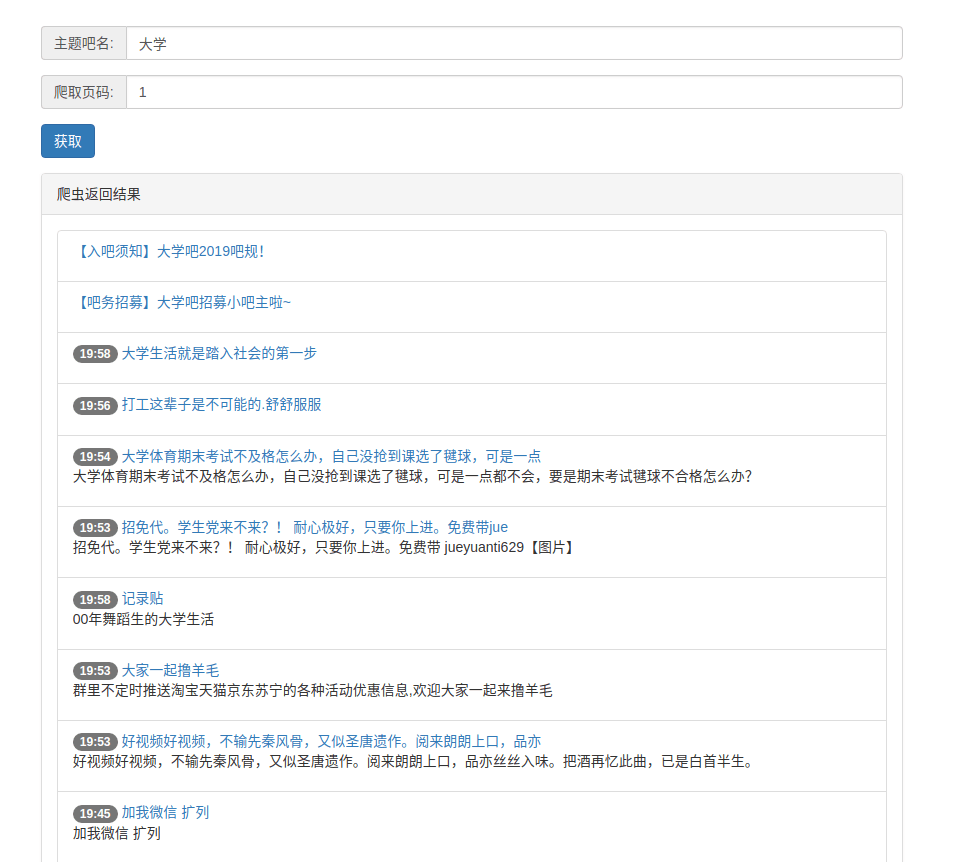 主题吧名: 大学
爬取页码: 1
获取
爬虫返回结果
【入吧须知】大学吧2019吧规！
【吧务招募】大学吧招募小吧主啦~
19:58 大学生活就是踏入社会的第一步
19:56 打工这辈子是不可能的.舒舒服服
19:54 大学体育期末考试不及格怎么办，自己没抢到课选了毽球，可是一点
大学体育期末考试不及格怎么办，自己没抢到课选了毽球，可是一点都不会，要是期末考试毽球不合格怎么办?
19:53 招免代。学生党来不来？！ 耐心极好，只要你上进。免费带jue
招免代。学生党来不来？！ 耐心极好，只要你上进。免费带 jueyuanti629【图片】
19:58 记录贴
00年舞蹈生的大学生活
19:53 大家一起撸羊毛
群里不定时推送淘宝天猫京东苏宁的各种活动优惠信息,欢迎大家一起来撸羊毛
19:53 好视频好视频，不输先秦风骨，又似圣唐遗作。阅来朗朗上口，品亦
好视频好视频，不输先秦风骨，又似圣唐遗作。阅来朗朗上口，品亦丝丝入味。把酒再忆此曲，已是白首半生。
19:45 加我微信 扩列
加我微信 扩列